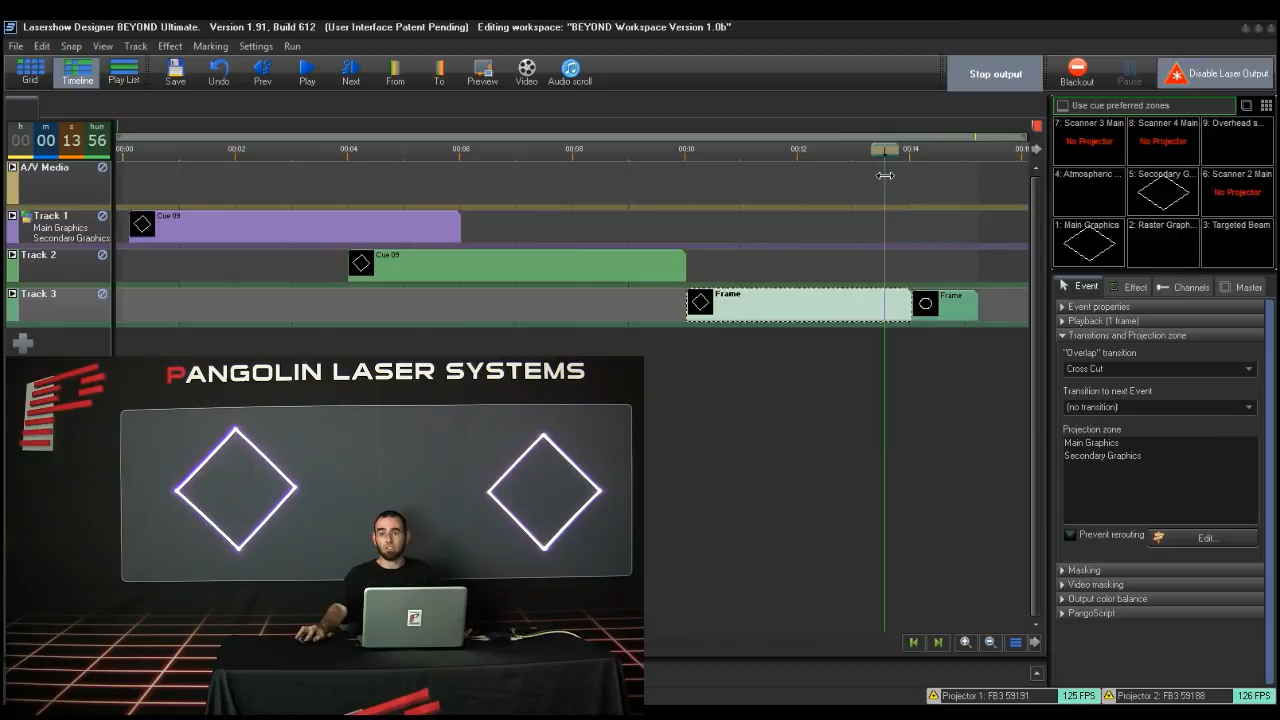 Lasershow Designer BEYOND Ultimate. Version 1.91, Build 612 (User Interface Patent Pending) Editing workspace: "BEYOND Workspace Version 1.0b"
File Edit Snap View Track Effect Marking Settings Run
Grid Timeline Play List Save Undo Prev Play Next From To Preview Video Audio scroll
Stop output
Blackout Pause Disable Laser Output
Use cue preferred zones
7: Scanner 3 Main 8: Scanner 4 Main 9: Overhead s...
No Projector No Projector
4: Atmospheric ... 5: Secondary G... 6: Scanner 2 Main
No Projector
1: Main Graphics 2: Raster Graph... 3: Targeted Beam
h m s hun
00 00 13 56
00:00 00:02 00:04 00:06 00:08 00:10 00:12 00:14
A/V Media
Track 1
Main Graphics
Secondary Graphics
Cue 09
Track 2
Cue 09
Track 3
Frame
Frame
Event Effect Channels Master
Event properties
Playback (1 frame)
Transitions and Projection zone
"Overlap" transition
Cross Cut
Transition to next Event
(no transition)
Projection zone
Main Graphics
Secondary Graphics
Prevent rerouting Edit...
Masking
Video masking
Output color balance
PangoScript
PANGOLIN LASER SYSTEMS
Projector 1: FB3 59191 125 FPS Projector 2: FB3 59188 126 FPS